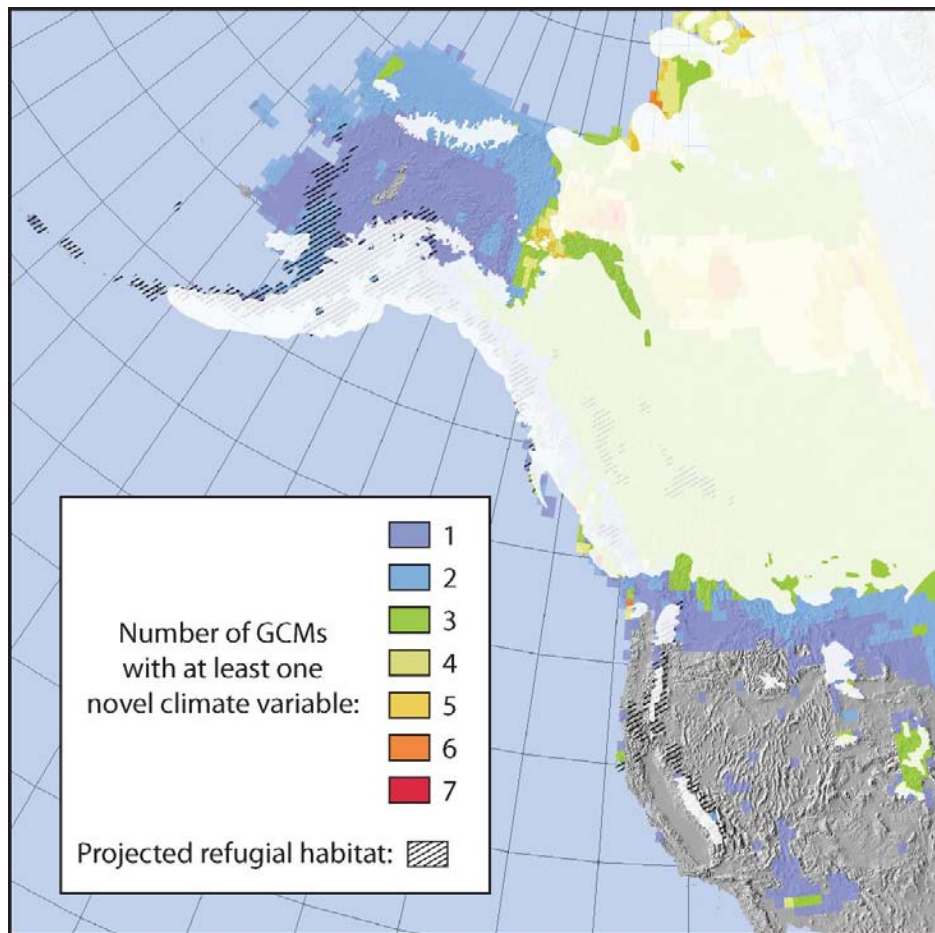 1
2
3
4
5
6
7
Number of GCMs
with at least one
novel climate variable:
Projected refugial habitat: